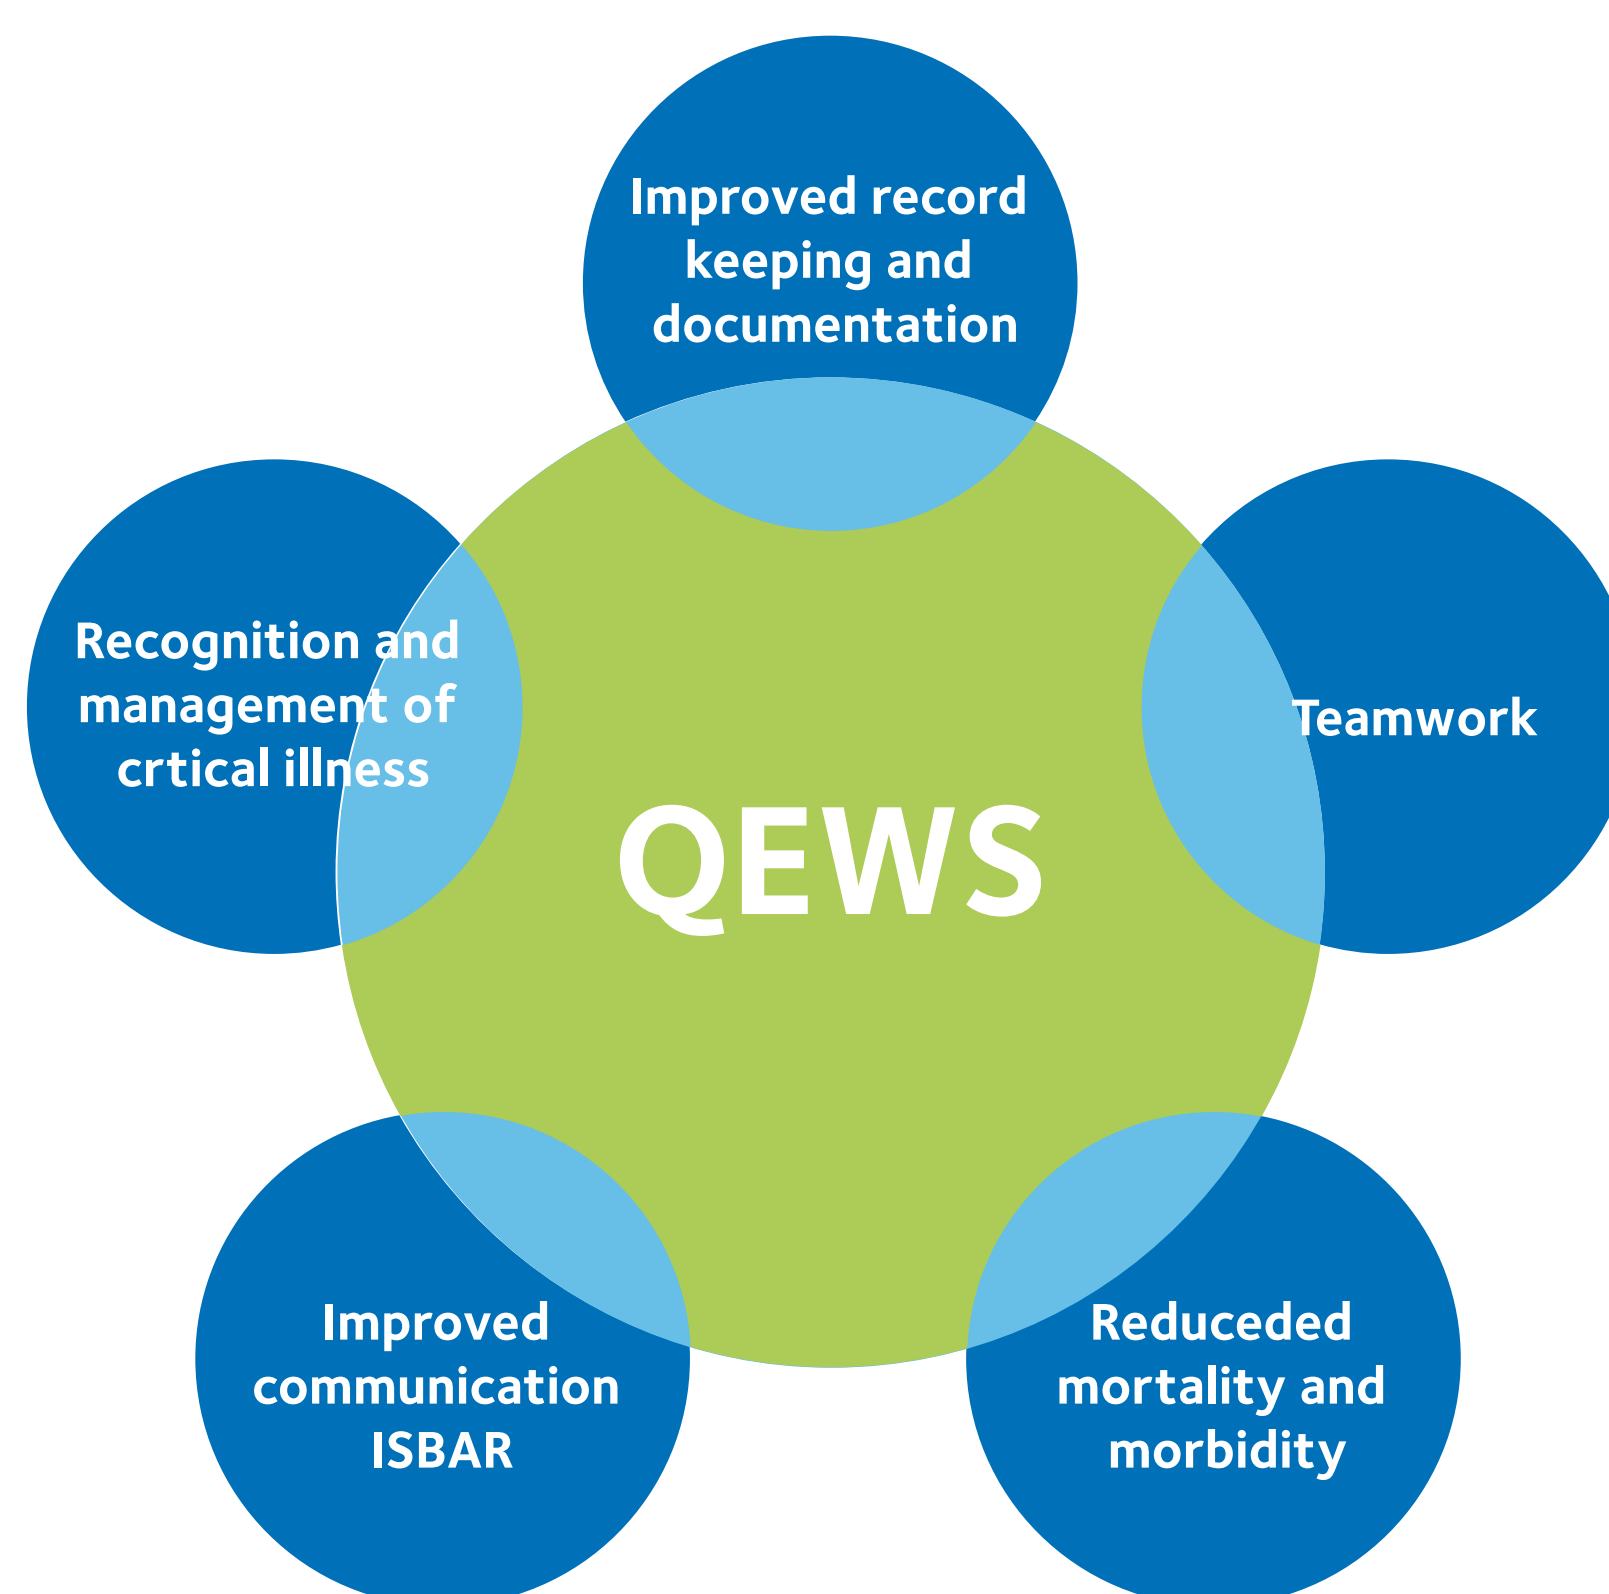 Improved record
keeping and
documentation
Recognition and
management of
crtical illness
Teamwork
QEWS
Improved
communication
ISBAR
Reduceded
mortality and
morbidity